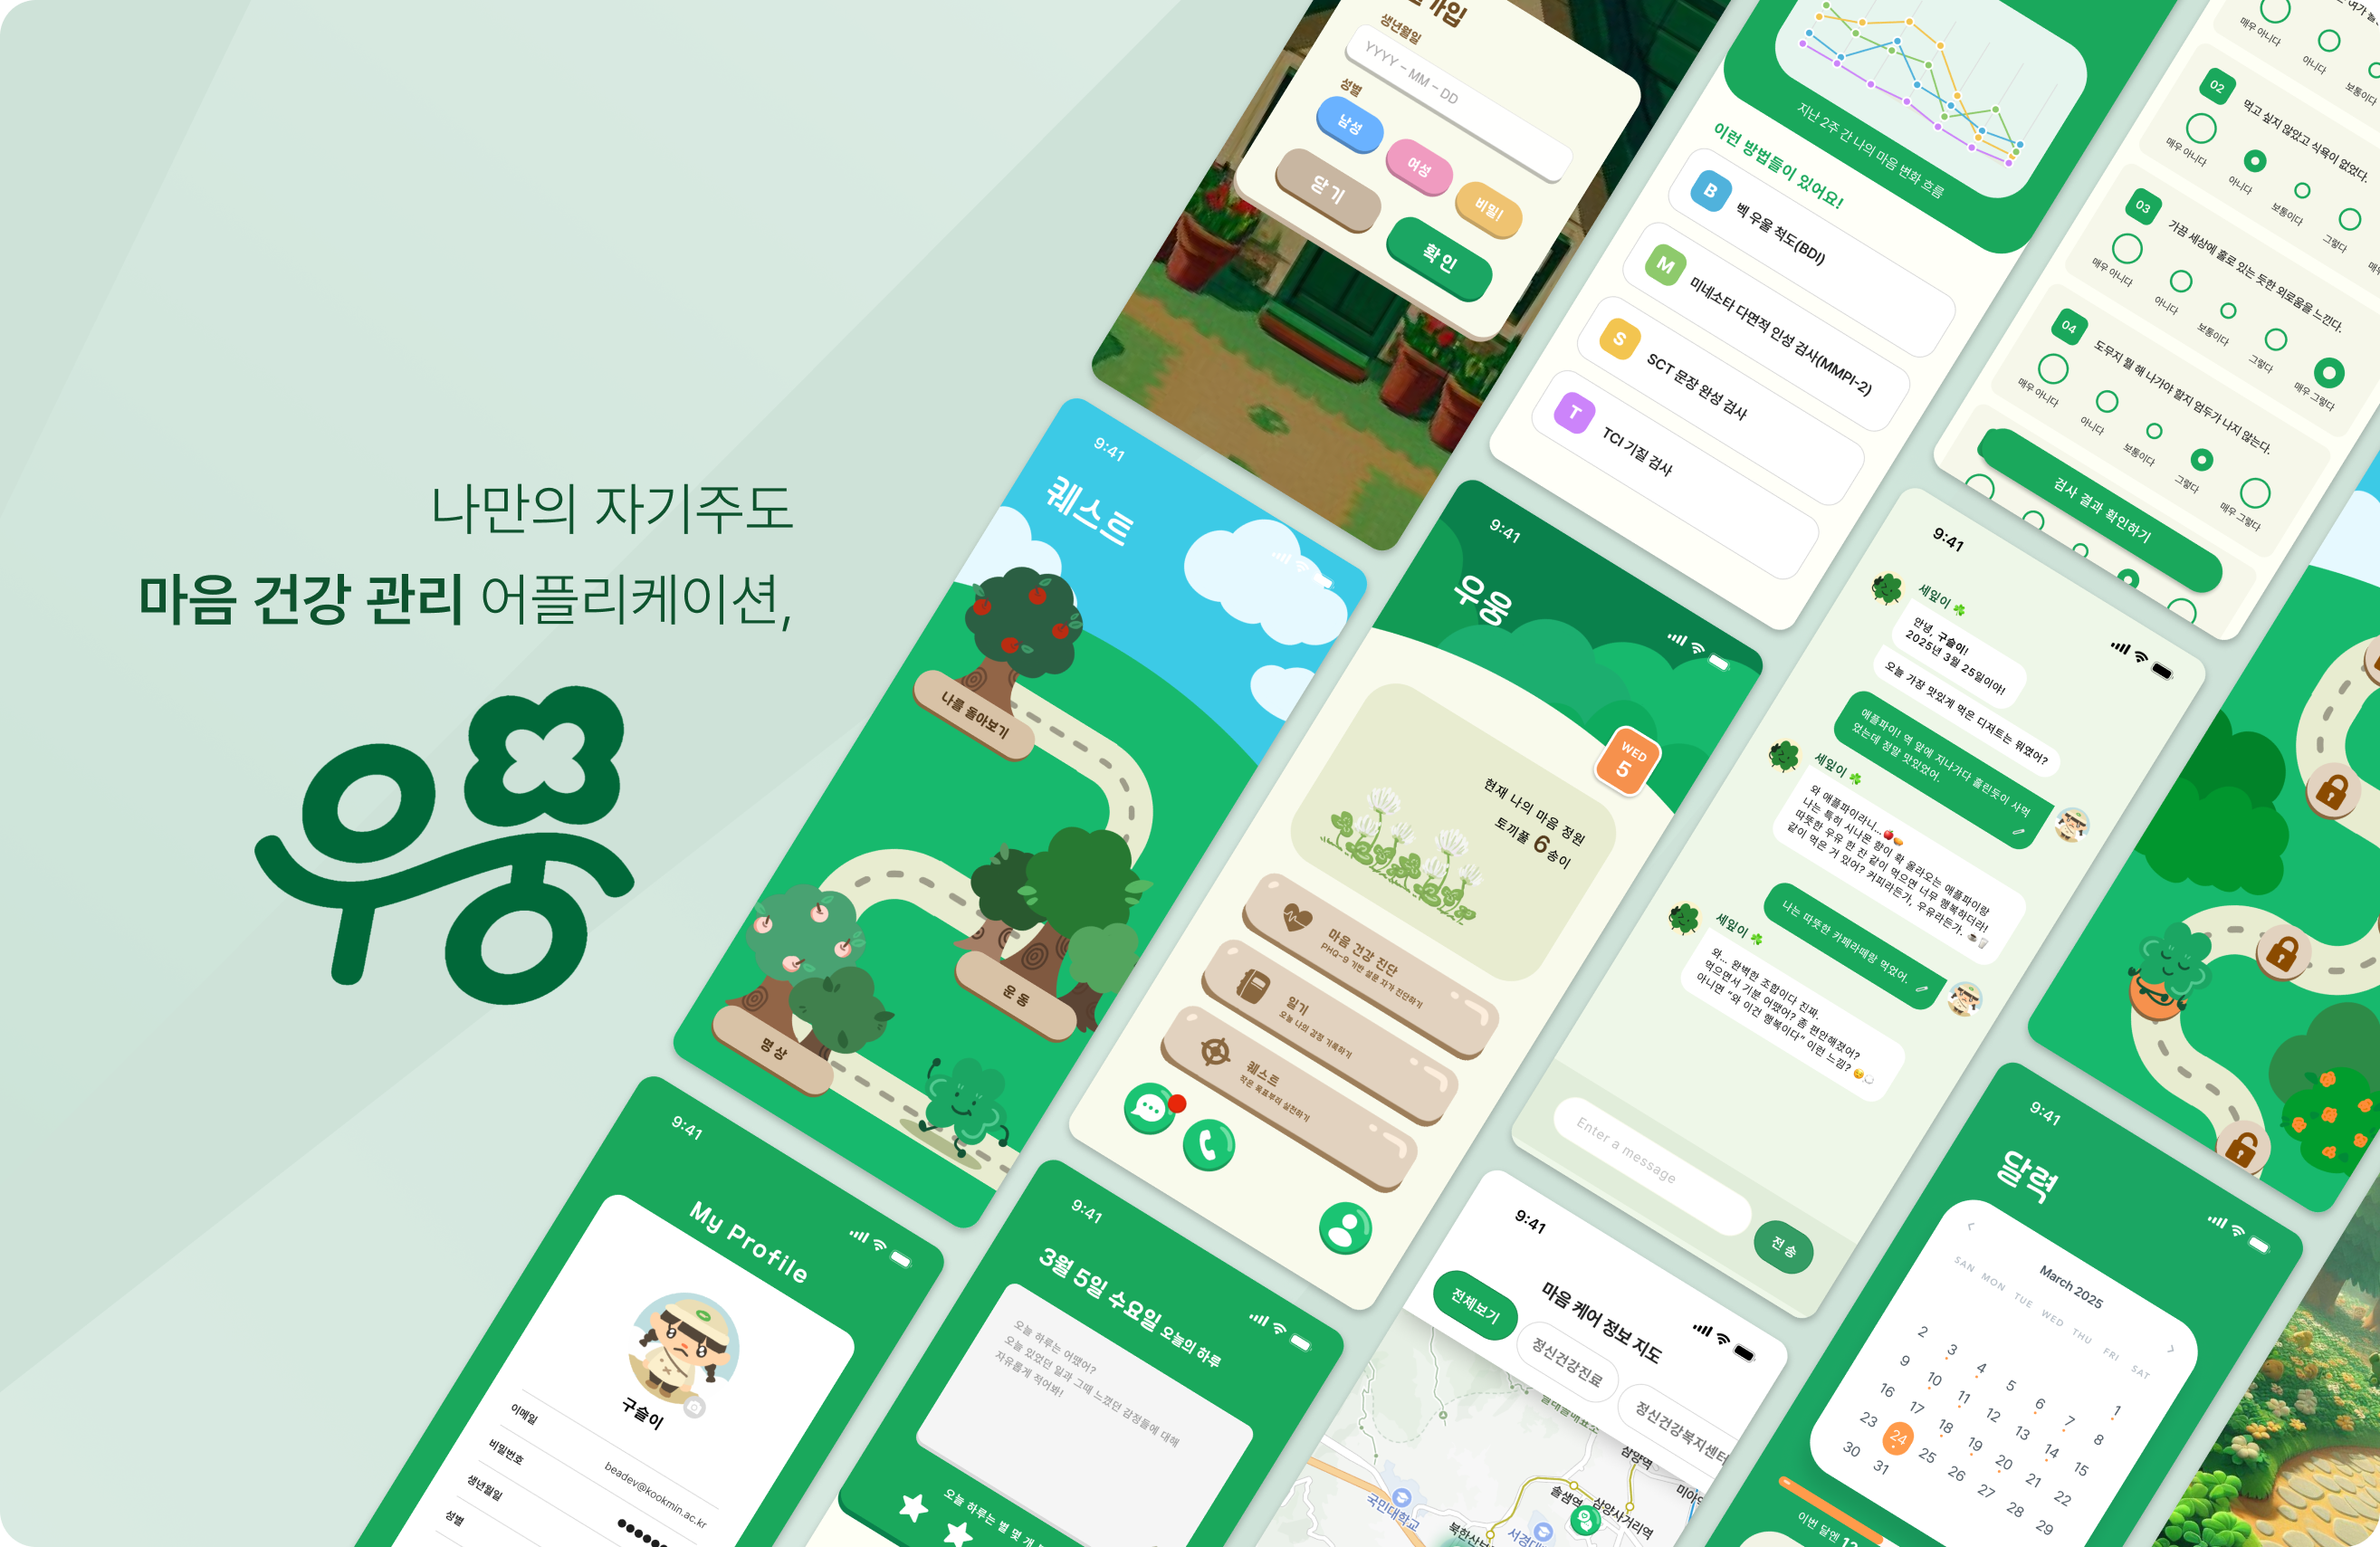 나만의 자기주도
마음 건강 관리 어플리케이션,
우웅
가입
생년월일
YYYY - MM - DD
성별
남성
여성
비밀!
닫기
확인
지난 2주 간 나의 마음 변화 흐름
이런 방법들이 있어요!
B
벡 우울 척도(BDI)
M
미네소타 다면적 인성 검사(MMPI-2)
S
SCT 문장 완성 검사
T
TCI 기질 검사
매우 아니다
아니다
보통이다
02
먹고 싶지 않았고 식욕이 없었다.
매우 아니다
아니다
보통이다
그렇다
03
가끔 세상에 홀로 있는 듯한 외로움을 느낀다.
매우 아니다
아니다
보통이다
그렇다
매우 그렇다
04
도무지 뭘 해 나가야 할지 엄두가 나지 않는다.
매우 아니다
아니다
보통이다
그렇다
매우 그렇다
검사 결과 확인하기
9:41
퀘스트
나를 돌아보기
운동
명상
9:41
우웅
WED
5
현재 나의 마음 정원
토끼풀 6송이
마음 건강 진단
PHQ-9 기반 설문 자가 진단하기
일기
오늘 나의 감정 기록하기
퀘스트
작은 목표부터 실천하기
9:41
세잎이 🍀
안녕, 구슬이!
2025년 3월 25일이야!
오늘 가장 맛있게 먹은 디저트는 뭐였어?
애플파이! 역 앞에 지나가다 홀린듯이 사먹
었는데 정말 맛있었어.
세잎이 🍀
와 애플파이라니...🍎🥧
나는 특히 시나몬 향이 확 올라오는 애플파이랑
따뜻한 우유 한 잔 같이 먹으면 너무 행복하더라!
같이 먹은 거 있어? 커피라든가, 우유라든가. ☕🥛
나는 따뜻한 카페라떼랑 먹었어.
세잎이 🍀
와... 완벽한 조합이다 진짜.
먹으면서 기분 어땠어? 좀 편안해졌어?
아니면 "와 이건 행복이다" 이런 느낌? 😌💭
Enter a message
전송
9:41
My Profile
구슬이
이메일
beadev@kookmin.ac.kr
비밀번호
●●●●●●
생년월일
성별
9:41
3월 5일 수요일 오늘의 하루
오늘 하루는 어땠어?
오늘 있었던 일과 그때 느꼈던 감정들에 대해
자유롭게 적어봐!
오늘 하루는 별 몇 개
9:41
마음 케어 정보 지도
전체보기
정신건강진료
정신건강복지센터
국민대학교
삼양역
솔샘역
삼양사거리역
미아
북한산보
서경대
9:41
달력
March 2025
SAN MON TUE WED THU FRI SAT
1
2 3 4 5 6 7 8
9 10 11 12 13 14 15
16 17 18 19 20 21 22
23 24 25 26 27 28 29
30 31
이번 달엔 12